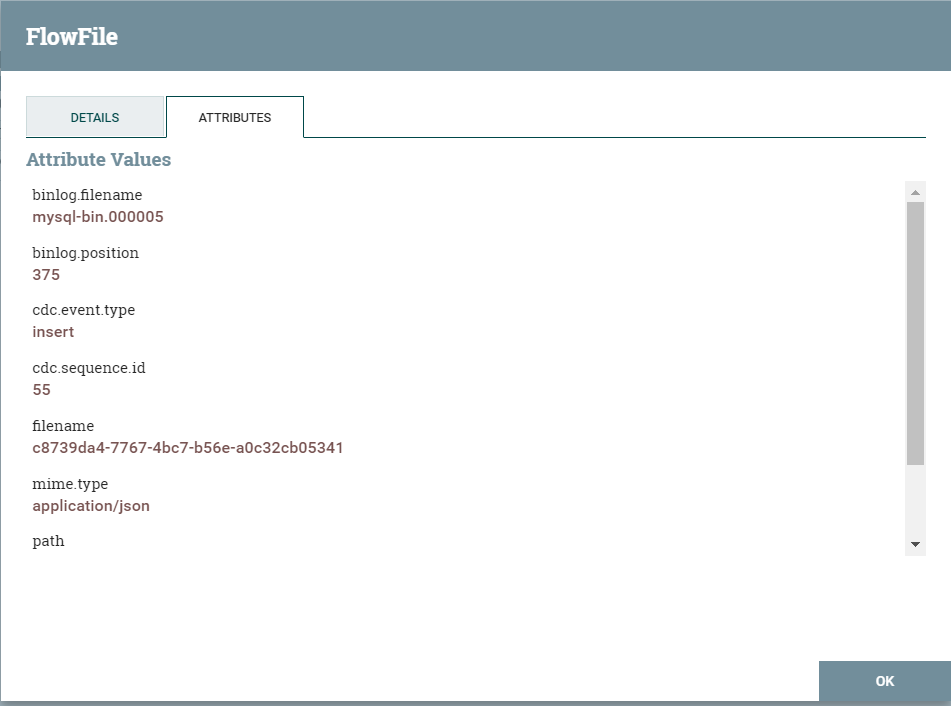 FlowFile
DETAILS
ATTRIBUTES
Attribute Values
binlog.filename
mysql-bin.000005
binlog.position
375
cdc.event.type
insert
cdc.sequence.id
55
filename
c8739da4-7767-4bc7-b56e-a0c32cb05341
mime.type
application/json
path
OK